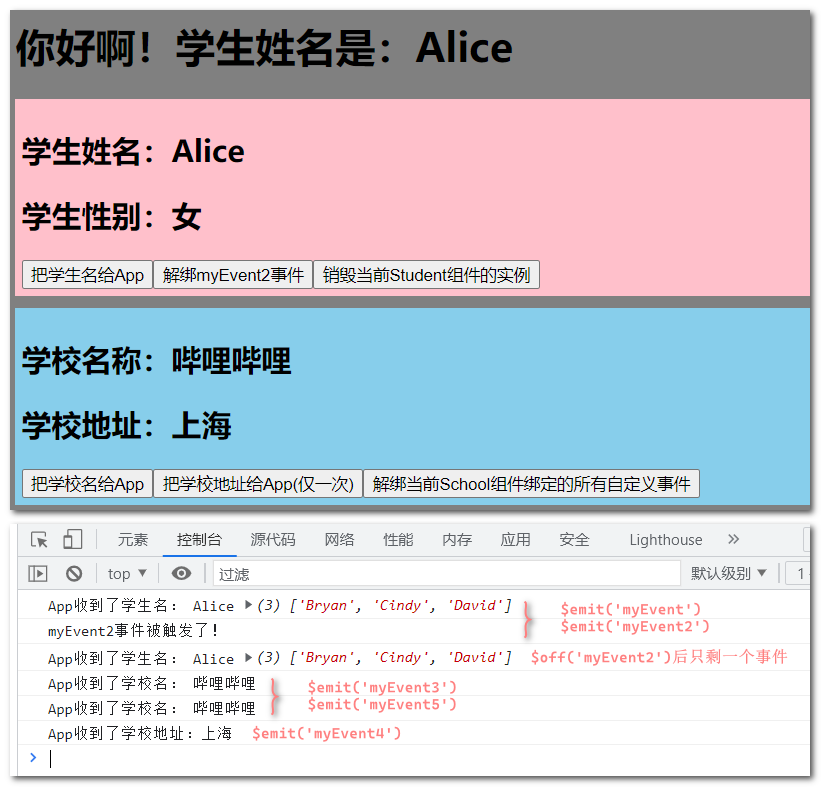 你好啊！学生姓名是：Alice
学生姓名：Alice
学生性别：女
把学生名给App 解绑myEvent2事件 销毁当前Student组件的实例
学校名称：哔哩哔哩
学校地址：上海
把学校名给App 把学校地址给App(仅一次) 解绑当前School组件绑定的所有自定义事件
元素 控制台 源代码 网络 性能 内存 应用 安全 Lighthouse »
top ▼ 过滤 默认级别 ▼ 1
App收到了学生名： Alice ▶(3) ['Bryan', 'Cindy', 'David'] $emit('myEvent')
myEvent2事件被触发了！ $emit('myEvent2')
App收到了学生名： Alice ▶(3) ['Bryan', 'Cindy', 'David'] $off('myEvent2')后只剩一个事件
App收到了学校名： 哔哩哔哩 $emit('myEvent3')
App收到了学校名： 哔哩哔哩 $emit('myEvent5')
App收到了学校地址：上海 $emit('myEvent4')
>